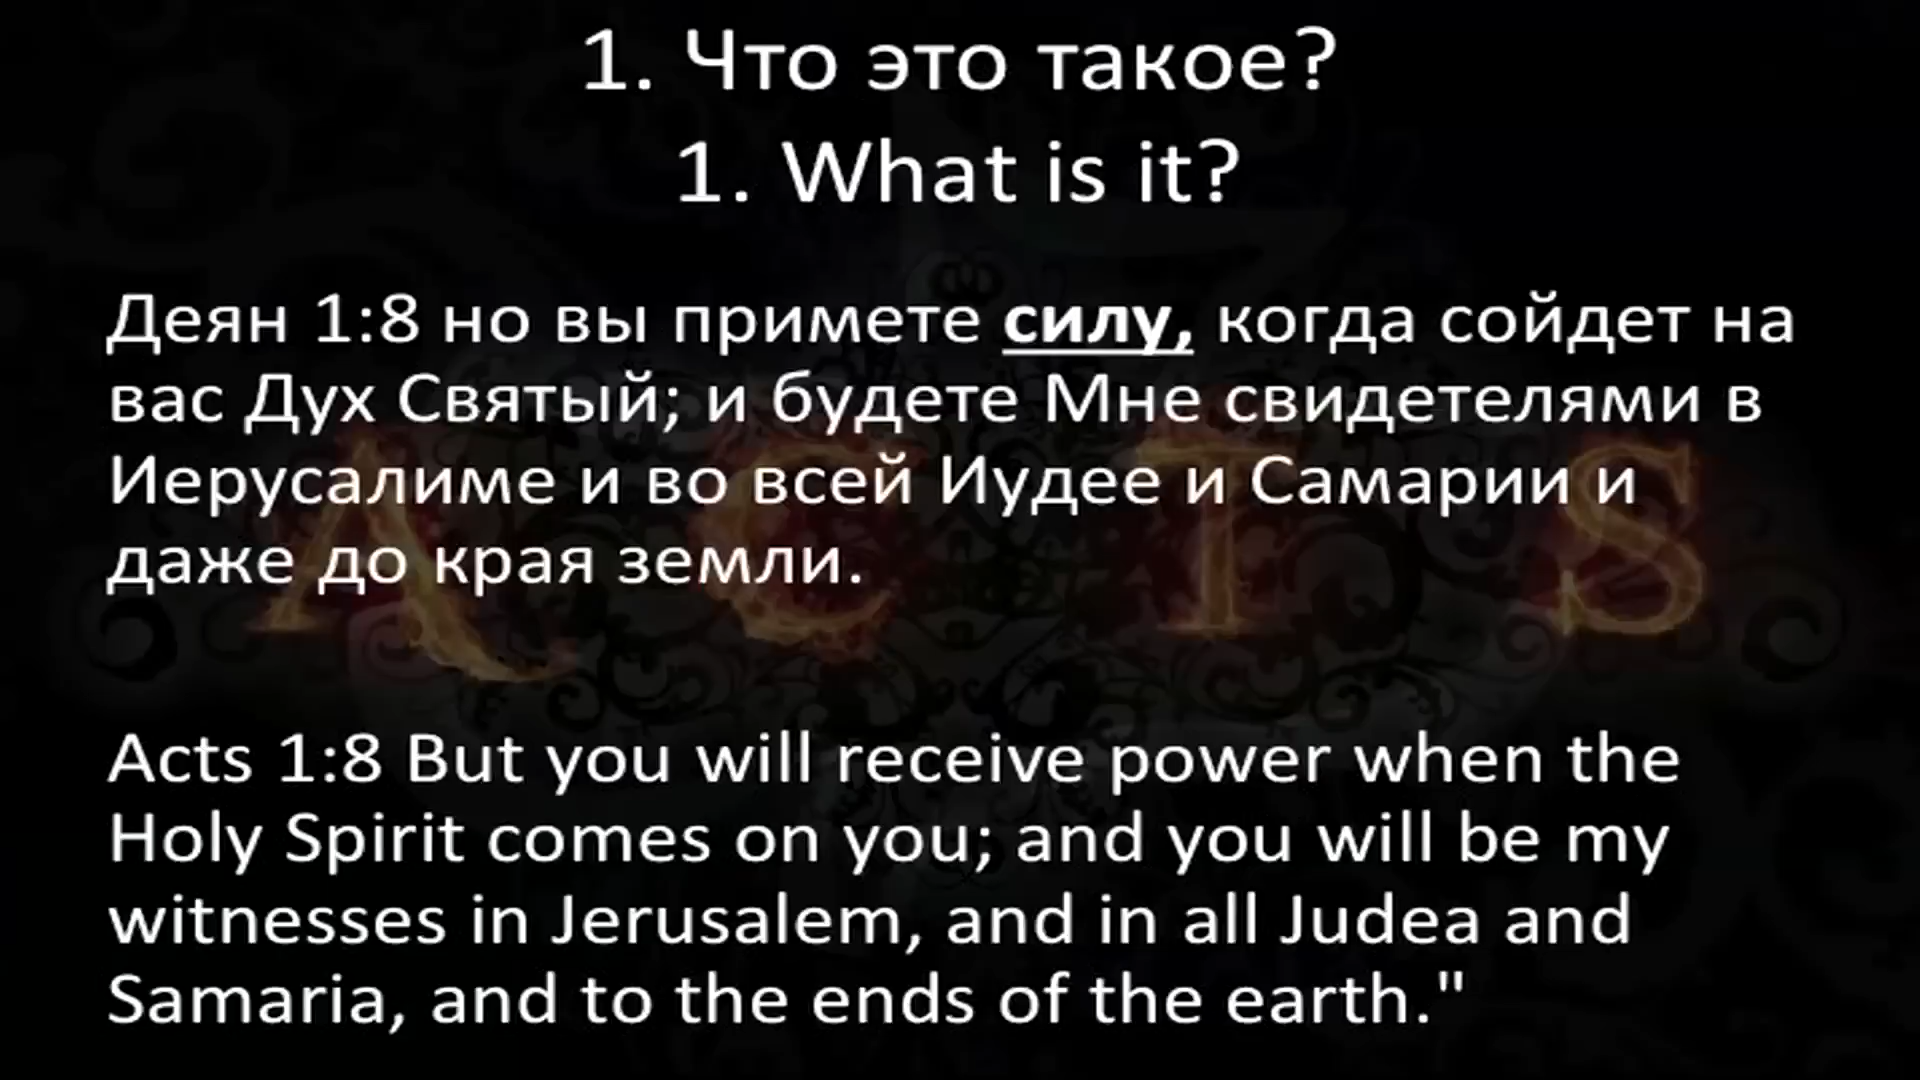 1. Что это такое?
1. What is it?
Деян 1:8 но вы примете силу, когда сойдет на
вас Дух Святый; и будете Мне свидетелями в
Иерусалиме и во всей Иудее и Самарии и
даже до края земли.
ACTS
Acts 1:8 But you will receive power when the
Holy Spirit comes on you; and you will be my
witnesses in Jerusalem, and in all Judea and
Samaria, and to the ends of the earth."